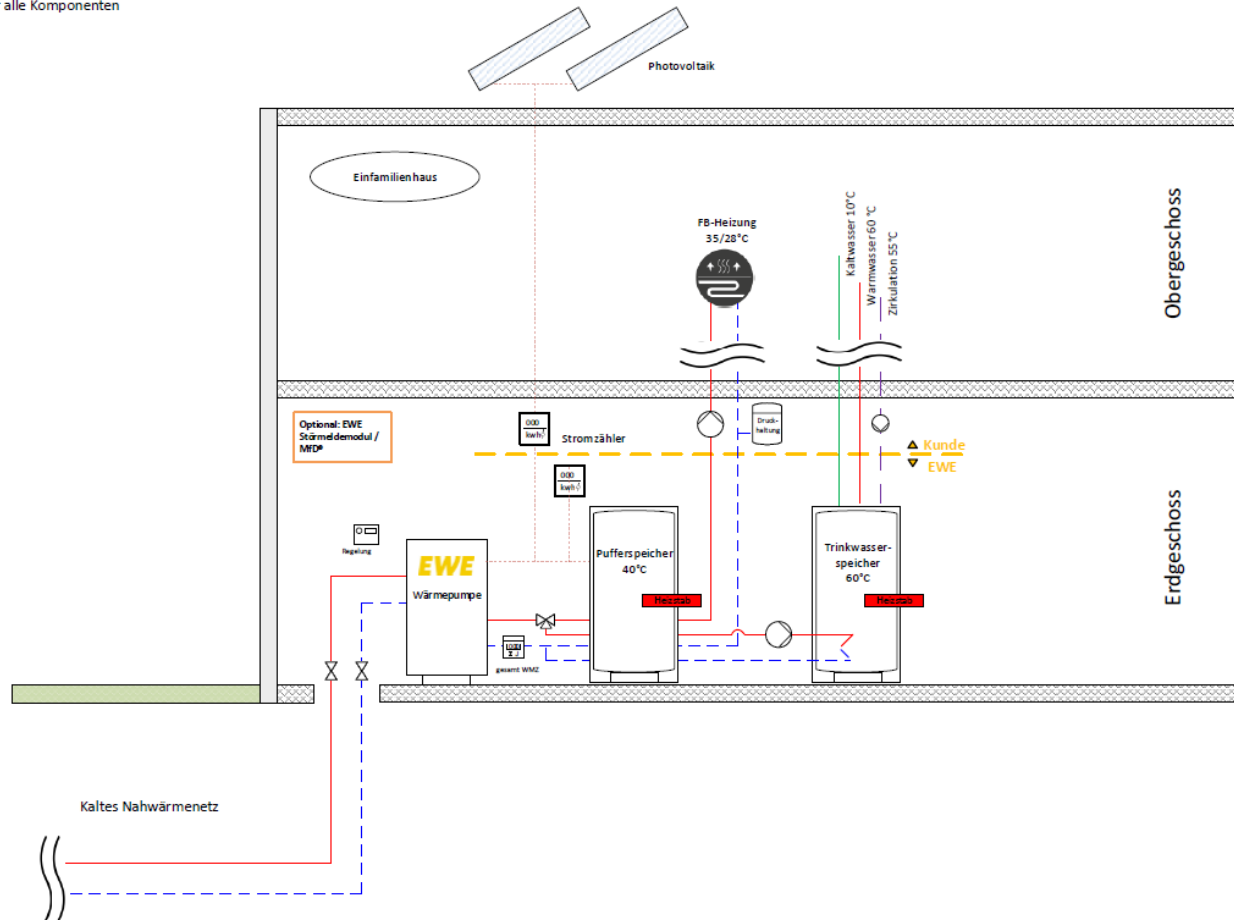 alle Komponenten
Photovoltaik
Einfamilienhaus
FB-Heizung
35/28°C
Kaltwasser 10°C
Warmwasser 60 °C
Zirkulation 55°C
Obergeschoss
Optional: EWE
Störmeldemodul /
MfD®
000
kwh
Stromzähler
Druck-
haltung
Kunde
EWE
000
kwh
Regelung
EWE
Wärmepumpe
Pufferspeicher
40°C
Heizstab
Trinkwasser-
speicher
60°C
Heizstab
gesamt WMZ
Erdgeschoss
Kaltes Nahwärmenetz